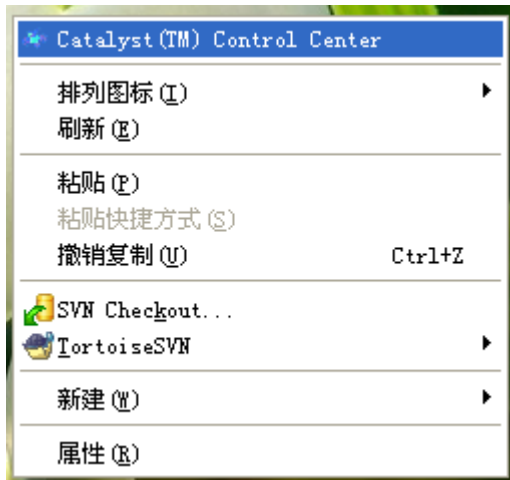 Catalyst(TM) Control Center
排列图标(I)
刷新(E)
粘贴(P)
粘贴快捷方式(S)
撤销复制(U) Ctrl+Z
SVN Checkout...
TortoiseSVN
新建(W)
属性(R)